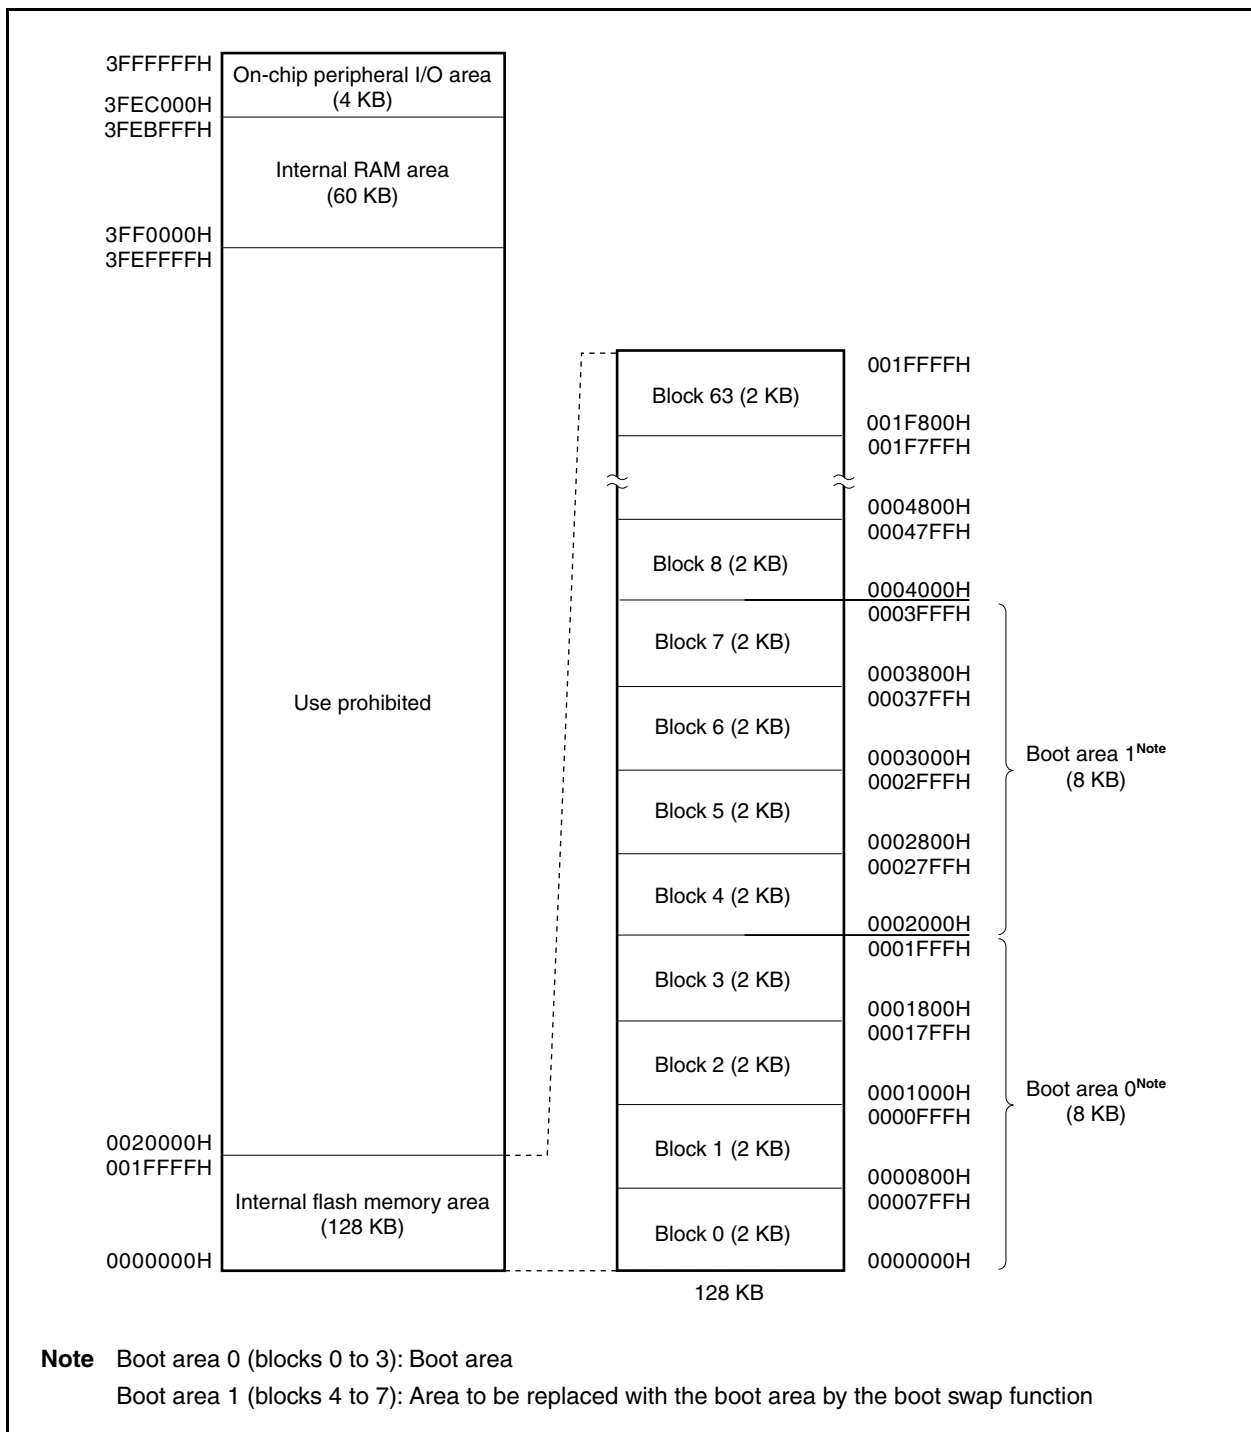 3FFFFFFH
On-chip peripheral I/O area
(4 KB)
3FEC000H
3FEBFFFH
Internal RAM area
(60 KB)
3FF0000H
3FEFFFFH
Use prohibited
0020000H
001FFFFH
Internal flash memory area
(128 KB)
0000000H
001FFFFH
Block 63 (2 KB)
001F800H
001F7FFH
0004800H
00047FFH
Block 8 (2 KB)
0004000H
0003FFFH
Block 7 (2 KB)
0003800H
00037FFH
Block 6 (2 KB)
0003000H
0002FFFH
Block 5 (2 KB)
0002800H
00027FFH
Block 4 (2 KB)
0002000H
0001FFFH
Block 3 (2 KB)
0001800H
00017FFH
Block 2 (2 KB)
0001000H
0000FFFH
Block 1 (2 KB)
0000800H
00007FFH
Block 0 (2 KB)
0000000H
128 KB
Boot area 1Note
(8 KB)
Boot area 0Note
(8 KB)
Note Boot area 0 (blocks 0 to 3): Boot area
Boot area 1 (blocks 4 to 7): Area to be replaced with the boot area by the boot swap function